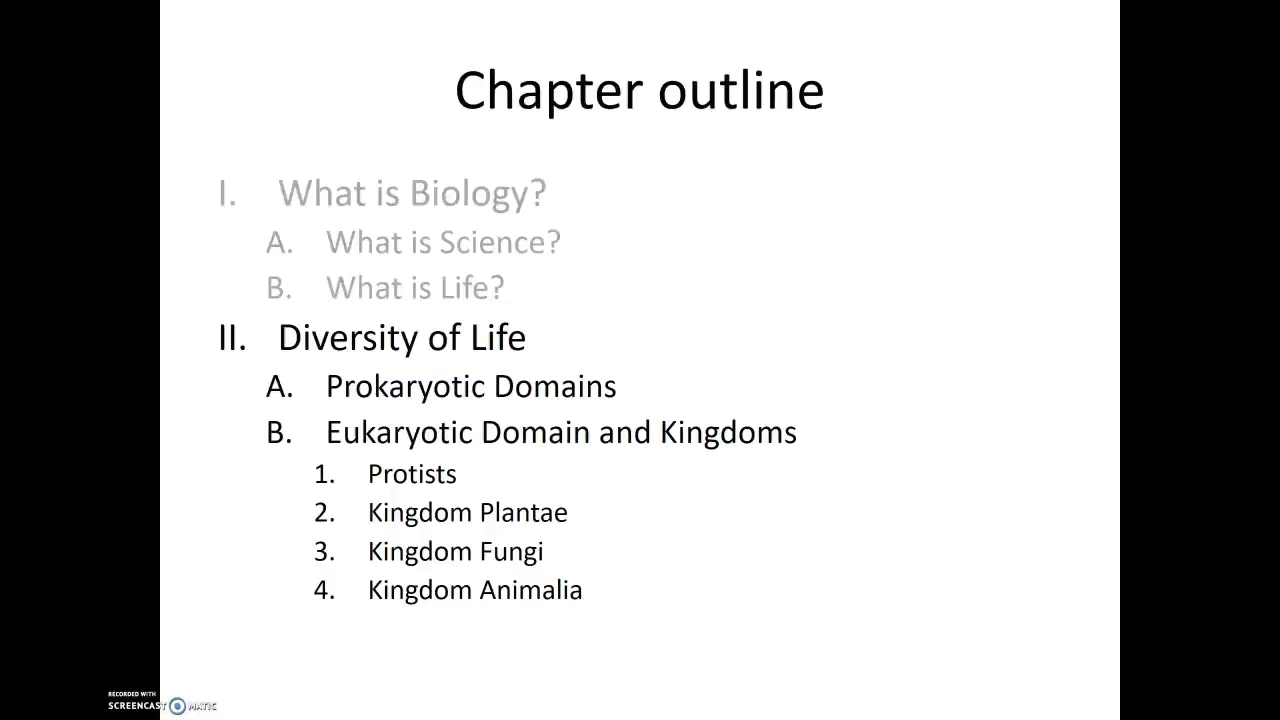 Chapter outline
I. What is Biology?
A. What is Science?
B. What is Life?
II. Diversity of Life
A. Prokaryotic Domains
B. Eukaryotic Domain and Kingdoms
1. Protists
2. Kingdom Plantae
3. Kingdom Fungi
4. Kingdom Animalia
RECORDED WITH
SCREENCAST MATIC